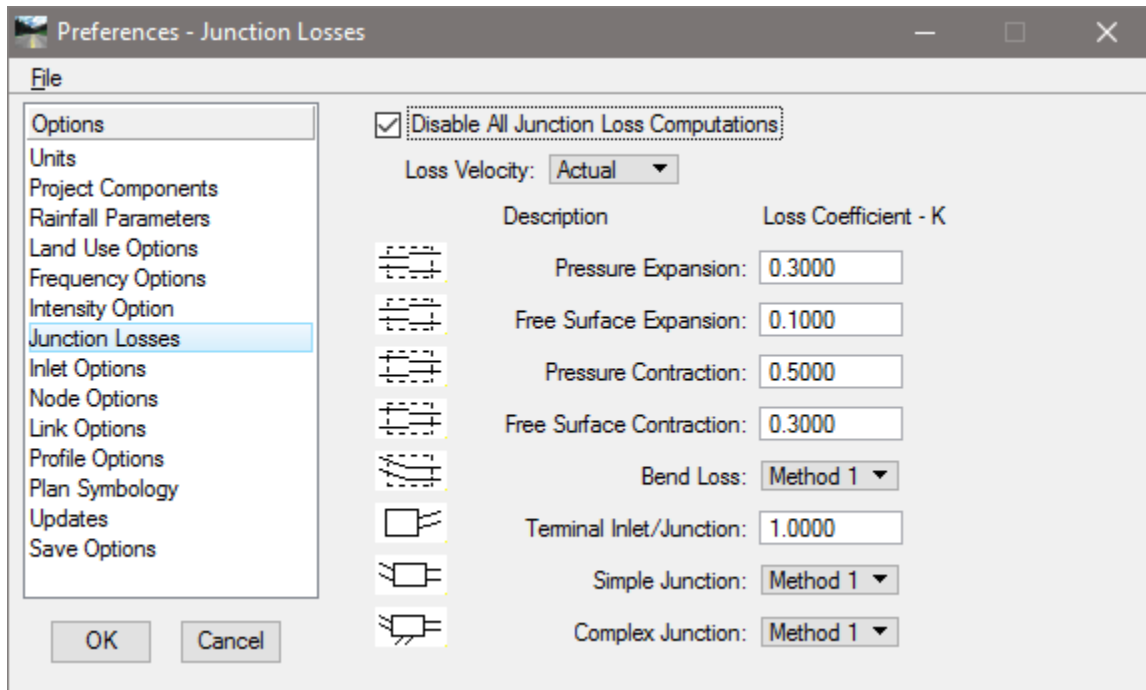 Preferences - Junction Losses
File
Options
Units
Project Components
Rainfall Parameters
Land Use Options
Frequency Options
Intensity Option
Junction Losses
Inlet Options
Node Options
Link Options
Profile Options
Plan Symbology
Updates
Save Options
OK Cancel
Disable All Junction Loss Computations
Loss Velocity: Actual
Description Loss Coefficient - K
Pressure Expansion: 0.3000
Free Surface Expansion: 0.1000
Pressure Contraction: 0.5000
Free Surface Contraction: 0.3000
Bend Loss: Method 1
Terminal Inlet/Junction: 1.0000
Simple Junction: Method 1
Complex Junction: Method 1